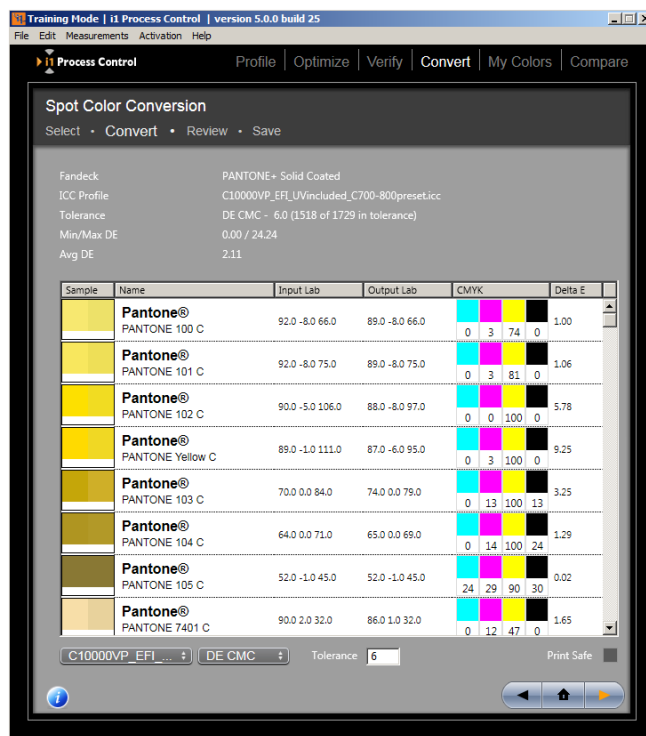 Training Mode | i1 Process Control | version 5.0.0 build 25
File Edit Measurements Activation Help
i1 Process Control Profile | Optimize | Verify | Convert | My Colors | Compare
Spot Color Conversion
Select • Convert • Review • Save
Fandeck PANTONE+ Solid Coated
ICC Profile C10000VP_EFI_UVincluded_C700-800preset.icc
Tolerance DE CMC - 6.0 (1518 of 1729 in tolerance)
Min/Max DE 0.00 / 24.24
Avg DE 2.11
Sample Name Input Lab Output Lab CMYK Delta E
Pantone®
PANTONE 100 C 92.0 -8.0 66.0 89.0 -8.0 66.0 0 3 74 0 1.00
Pantone®
PANTONE 101 C 92.0 -8.0 75.0 89.0 -8.0 75.0 0 3 81 0 1.06
Pantone®
PANTONE 102 C 90.0 -5.0 106.0 88.0 -8.0 97.0 0 0 100 0 5.78
Pantone®
PANTONE Yellow C 89.0 -1.0 111.0 87.0 -6.0 95.0 0 3 100 0 9.25
Pantone®
PANTONE 103 C 70.0 0.0 84.0 74.0 0.0 79.0 0 13 100 13 3.25
Pantone®
PANTONE 104 C 64.0 0.0 71.0 65.0 0.0 69.0 0 14 100 24 1.29
Pantone®
PANTONE 105 C 52.0 -1.0 45.0 52.0 -1.0 45.0 24 29 90 30 0.02
Pantone®
PANTONE 7401 C 90.0 2.0 32.0 86.0 1.0 32.0 0 12 47 0 1.65
C10000VP_EFI_... DE CMC Tolerance 6 Print Safe